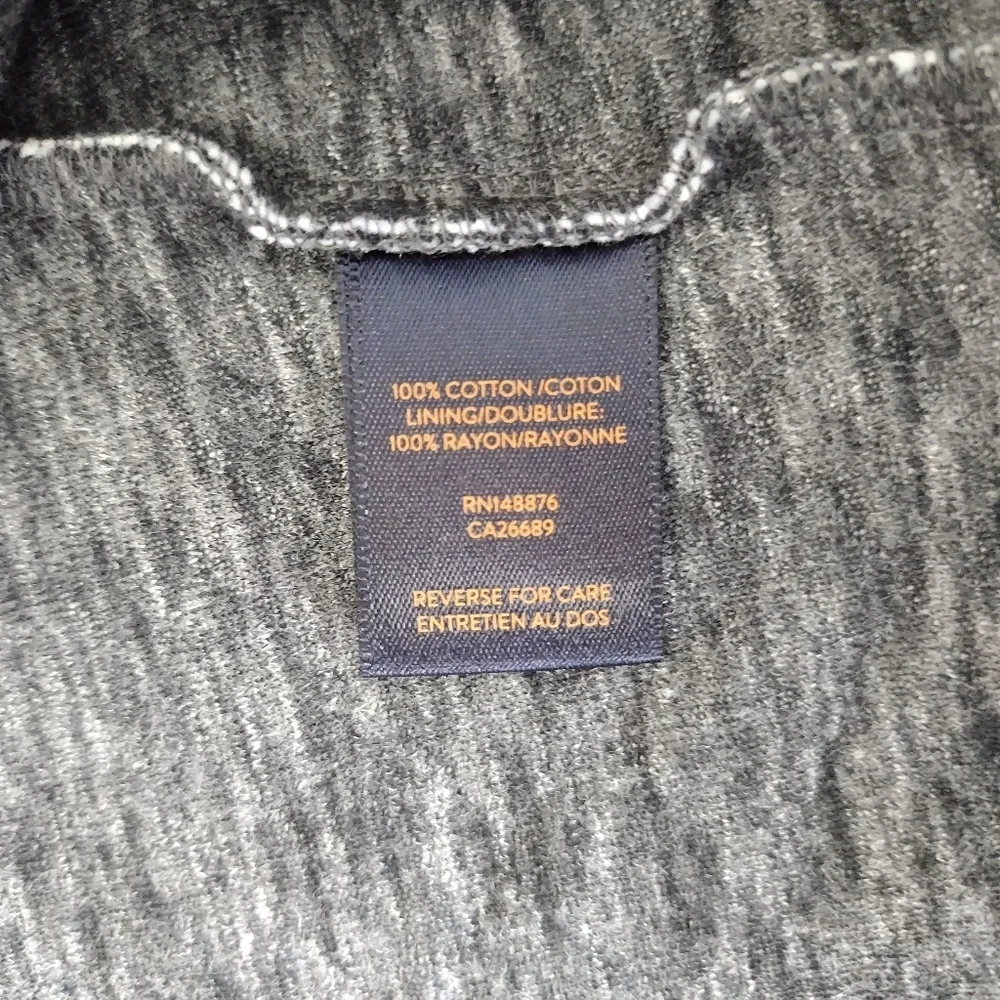 100% COTTON /COTON
LINING/DOUBLURE:
100% RAYON/RAYONNE
RN148876
CA26689
REVERSE FOR CARE
ENTRETIEN AU DOS